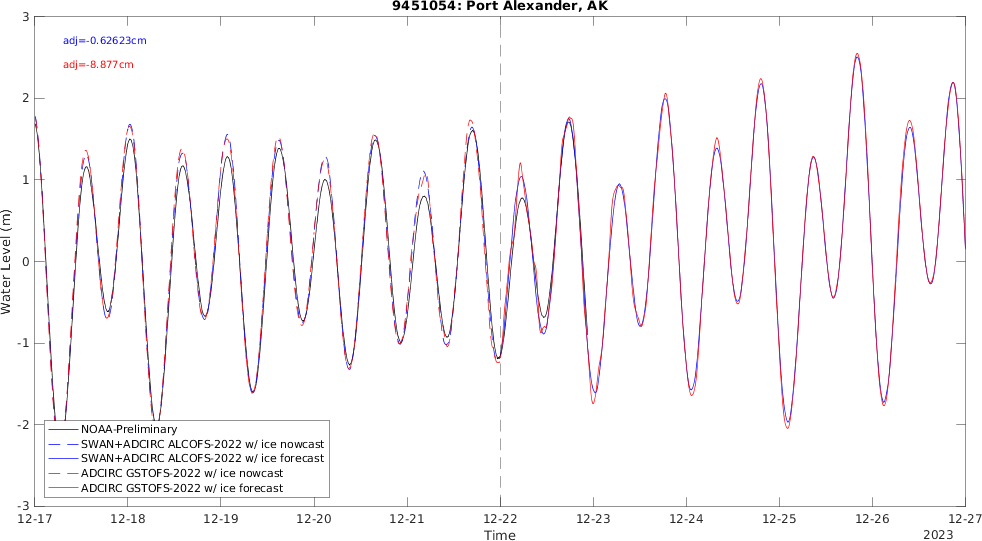 9451054: Port Alexander, AK
adj=-0.62623cm
adj=-8.877cm
3
2
1
0
-1
-2
-3
Water Level (m)
NOAA-Preliminary
SWAN+ADCIRC ALCOFS-2022 w/ ice nowcast
SWAN+ADCIRC ALCOFS-2022 w/ ice forecast
ADCIRC GSTOFS-2022 w/ ice nowcast
ADCIRC GSTOFS-2022 w/ ice forecast
12-17 12-18 12-19 12-20 12-21 12-22 12-23 12-24 12-25 12-26 12-27
Time
2023